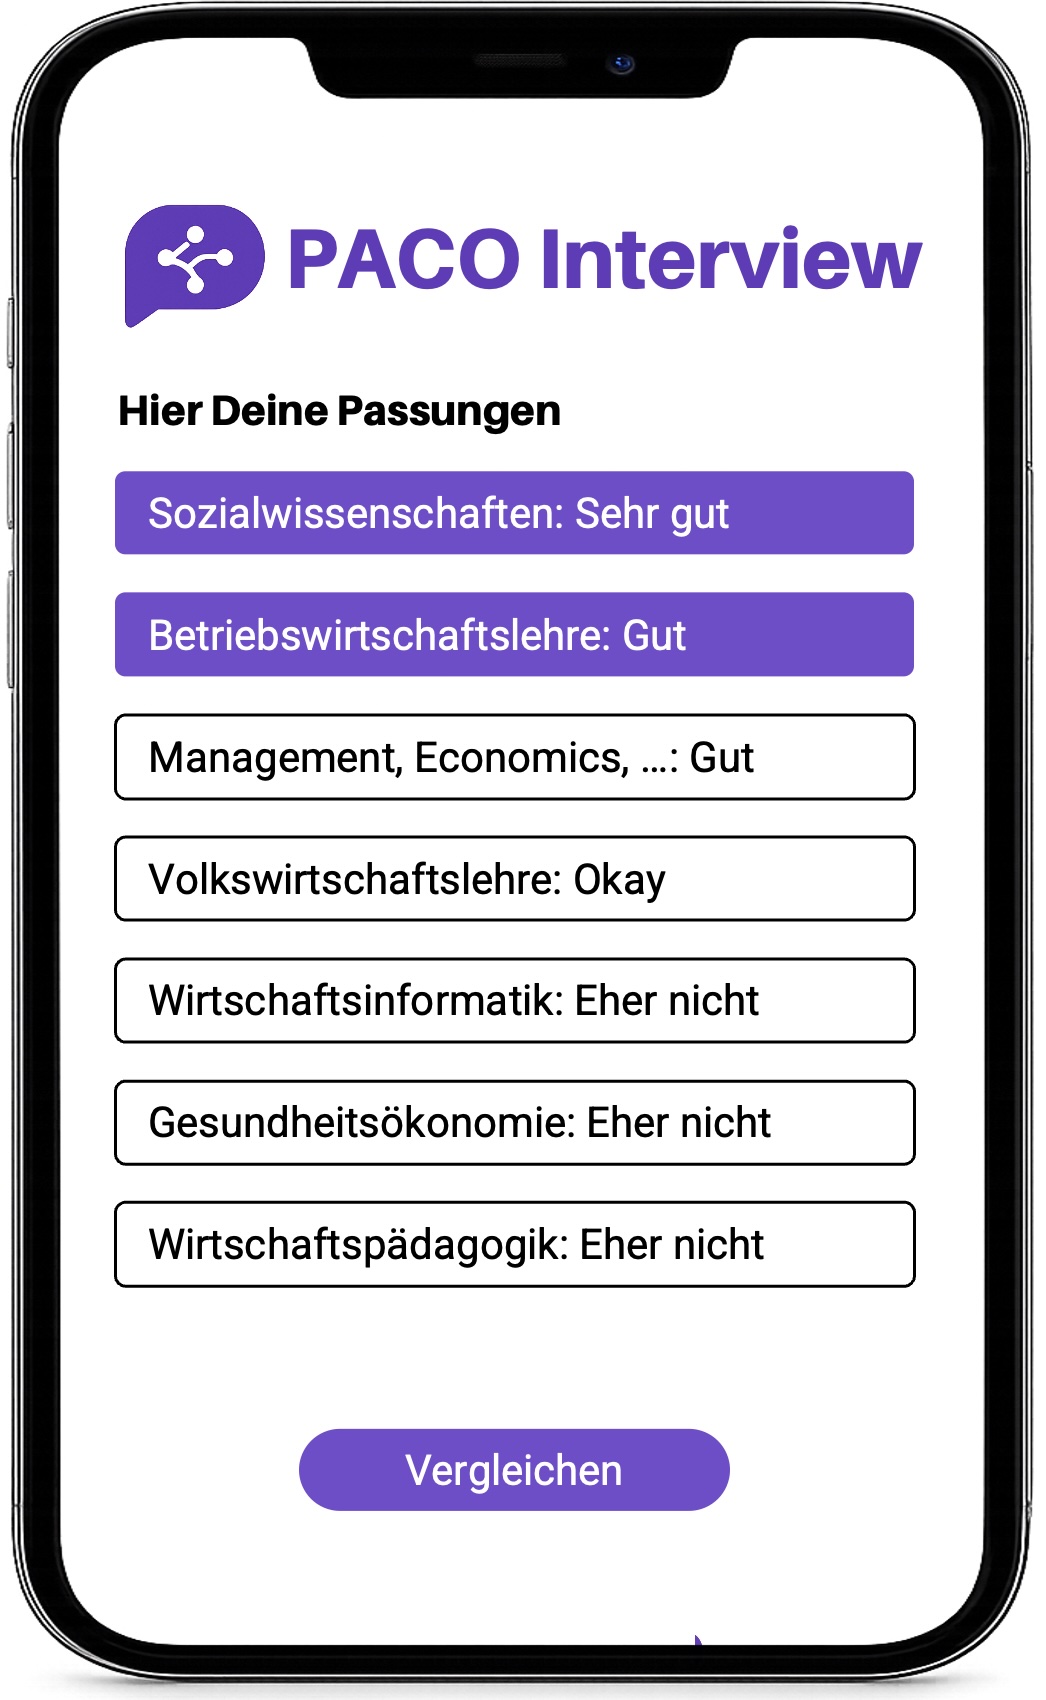 PACO Interview
Hier Deine Passungen
Sozialwissenschaften: Sehr gut
Betriebswirtschaftslehre: Gut
Management, Economics, ...: Gut
Volkswirtschaftslehre: Okay
Wirtschaftsinformatik: Eher nicht
Gesundheitsökonomie: Eher nicht
Wirtschaftspädagogik: Eher nicht
Vergleichen